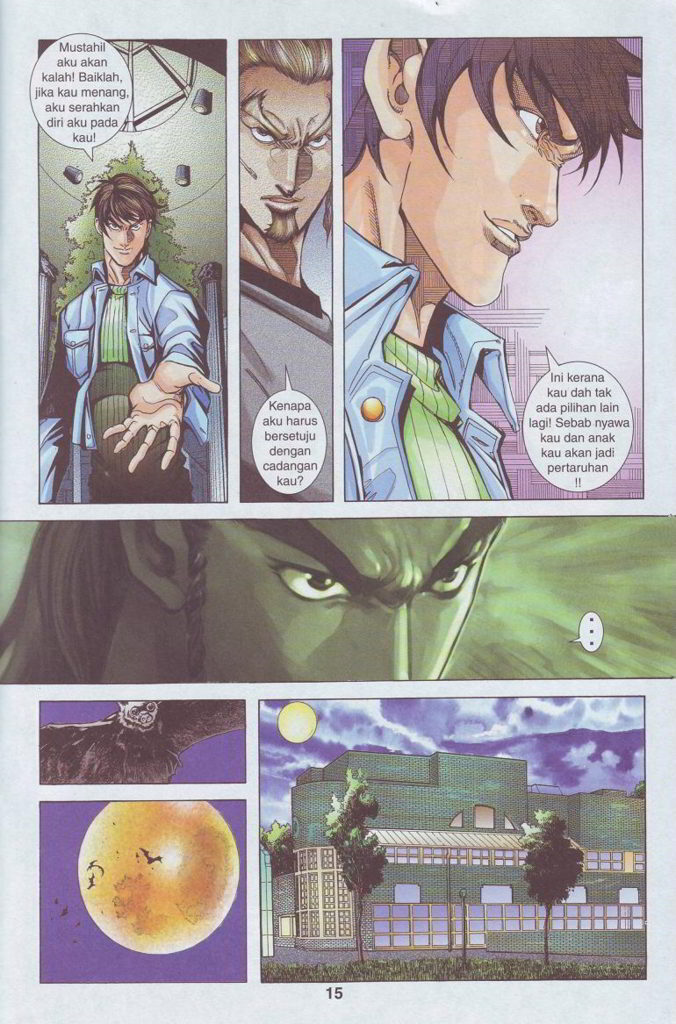 Mustahil
aku akan
kalah! Baiklah,
jika kau menang,
aku serahkan
diri aku pada
kau!
Kenapa
aku harus
bersetuju
dengan
cadangan
kau?
Ini kerana
kau dah tak
ada pilihan lain
lagi! Sebab nyawa
kau dan anak
kau akan jadi
pertaruhan
!!
...
15